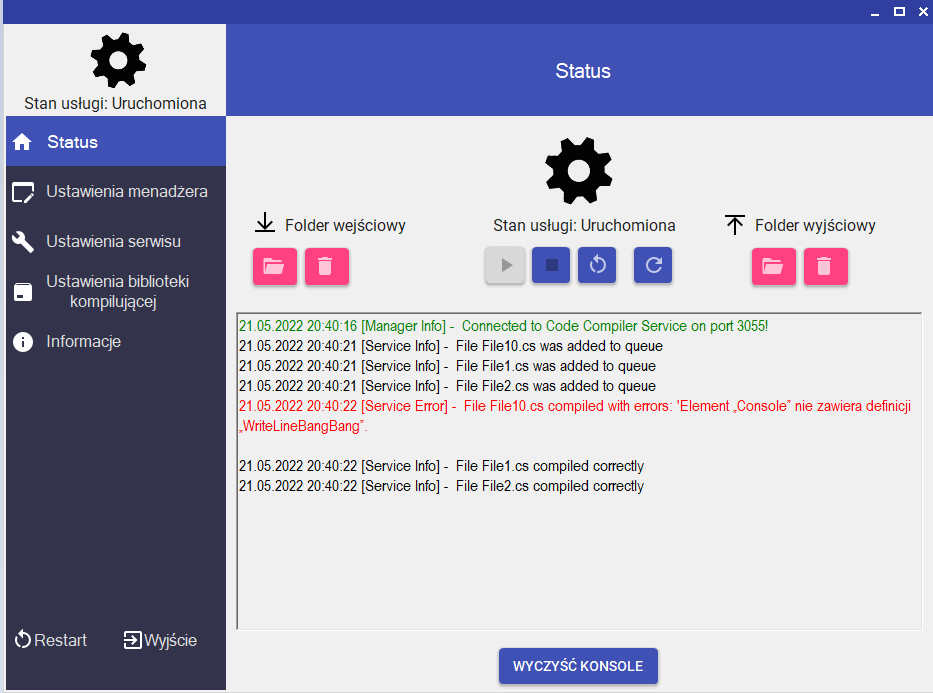 Status
Stan usługi: Uruchomiona
Status
Ustawienia menadżera
Ustawienia serwisu
Ustawienia biblioteki
kompilującej
Informacje
Restart
Wyjście
Folder wejściowy
Stan usługi: Uruchomiona
Folder wyjściowy
21.05.2022 20:40:16 [Manager Info] - Connected to Code Compiler Service on port 3055!
21.05.2022 20:40:21 [Service Info] - File File10.cs was added to queue
21.05.2022 20:40:21 [Service Info] - File File1.cs was added to queue
21.05.2022 20:40:21 [Service Info] - File File2.cs was added to queue
21.05.2022 20:40:22 [Service Error] - File File10.cs compiled with errors: 'Element „Console” nie zawiera definicji
„WriteLineBangBang”.
21.05.2022 20:40:22 [Service Info] - File File1.cs compiled correctly
21.05.2022 20:40:22 [Service Info] - File File2.cs compiled correctly
WYCZYŚĆ KONSOLE